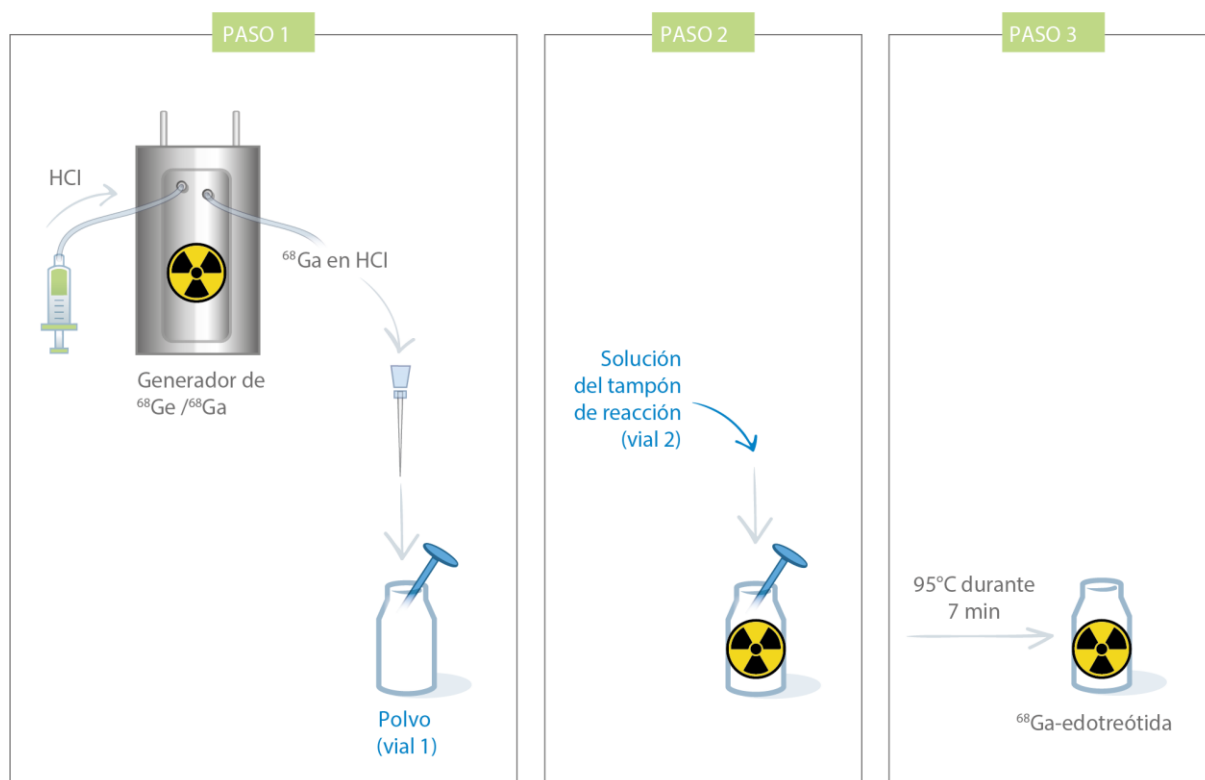 PASO 1
HCl
⁶⁸Ga en HCl
Generador de
⁶⁸Ge /⁶⁸Ga
Polvo
(vial 1)
PASO 2
Solución
del tampón
de reacción
(vial 2)
PASO 3
95°C durante
7 min
⁶⁸Ga-edotreótida